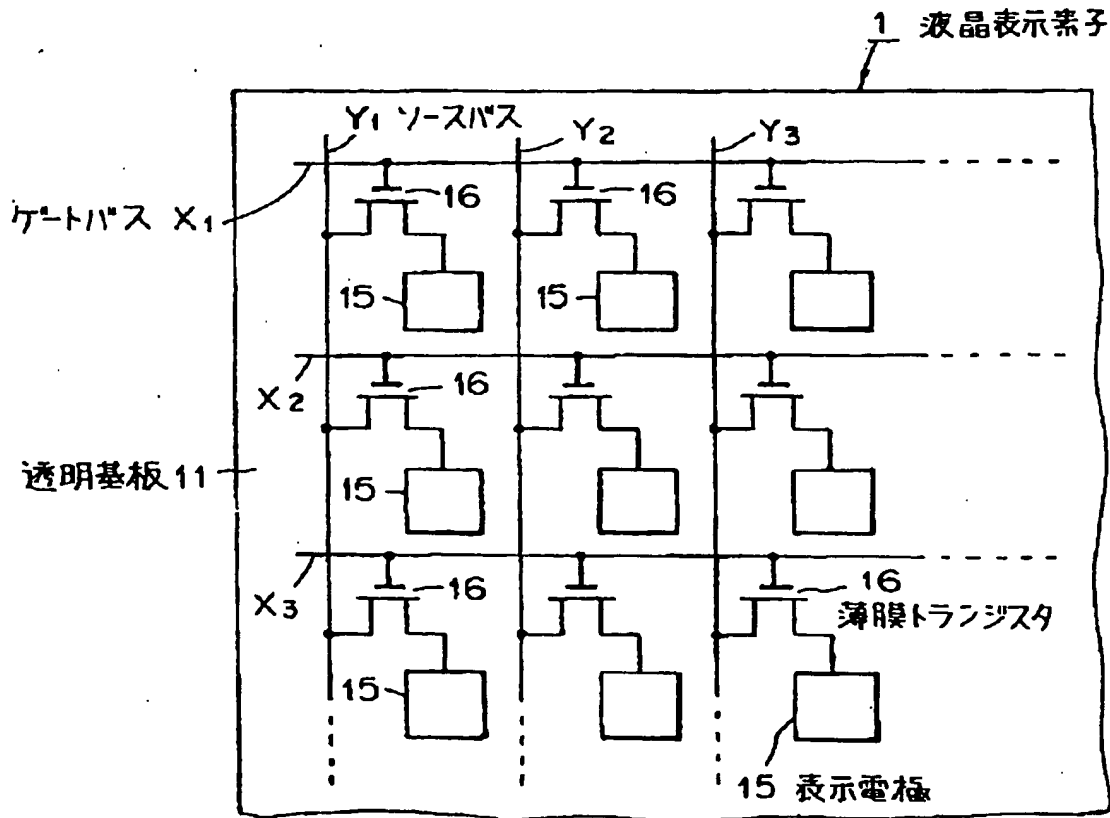 1 液晶表示素子
Y1 ソースバス
Y2
Y3
ゲートバス X1
16
16
15
15
X2
16
透明基板 11
15
X3
16
16
薄膜トランジスタ
15
15 表示電極